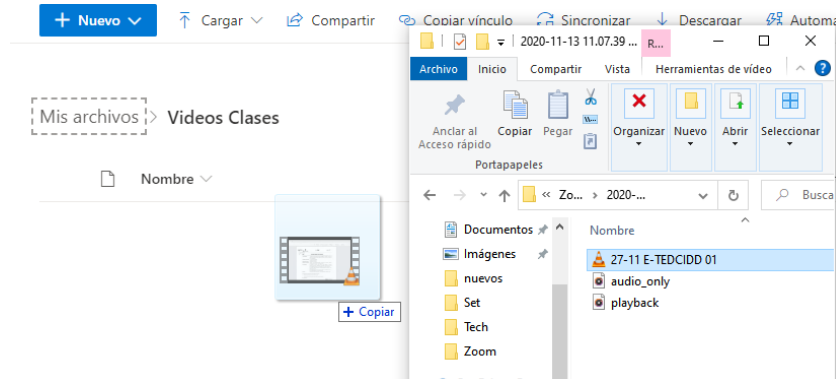 + Nuevo
Cargar
Compartir
Copiar vínculo
Sincronizar
Descargar
Mis archivos > Videos Clases
Nombre
+ Copiar
2020-11-13 11.07.39 ...
R...
Archivo
Inicio
Compartir
Vista
Herramientas de vídeo
Anclar al
Acceso rápido
Copiar
Pegar
Organizar
Nuevo
Abrir
Seleccionar
Portapapeles
« Zo... > 2020-...
Documentos
Imágenes
nuevos
Set
Tech
Zoom
Nombre
27-11 E-TEDCIDD 01
audio_only
playback